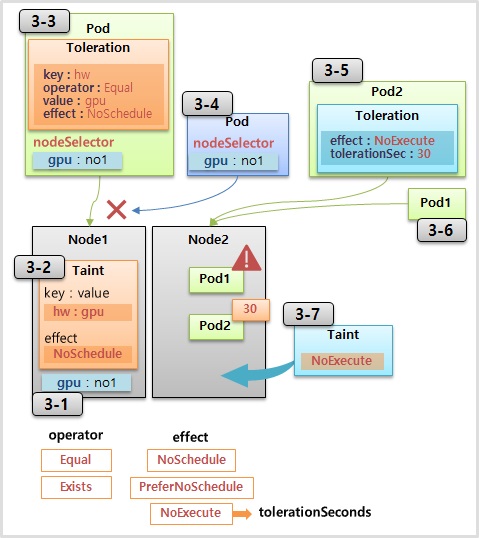 3-3
Pod
Toleration
key : hw
operator : Equal
value : gpu
effect : NoSchedule
nodeSelector
gpu : no1
3-4
Pod
nodeSelector
gpu : no1
3-5
Pod2
Toleration
effect : NoExecute
tolerationSec : 30
Pod1
3-6
Node1
3-2
Taint
key : value
hw : gpu
effect
NoSchedule
gpu : no1
3-1
Node2
Pod1
30
Pod2
3-7
Taint
NoExecute
operator
Equal
Exists
effect
NoSchedule
PreferNoSchedule
NoExecute
tolerationSeconds